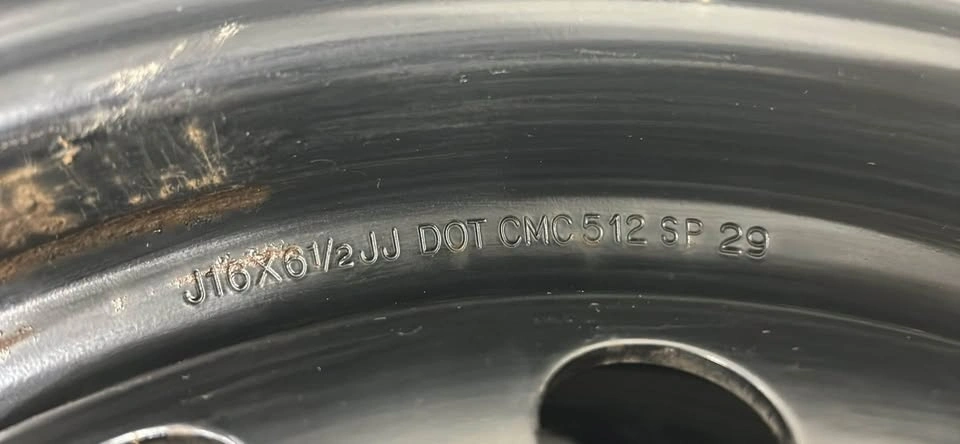 J16X6½JJ DOT CMC 512 SP 29